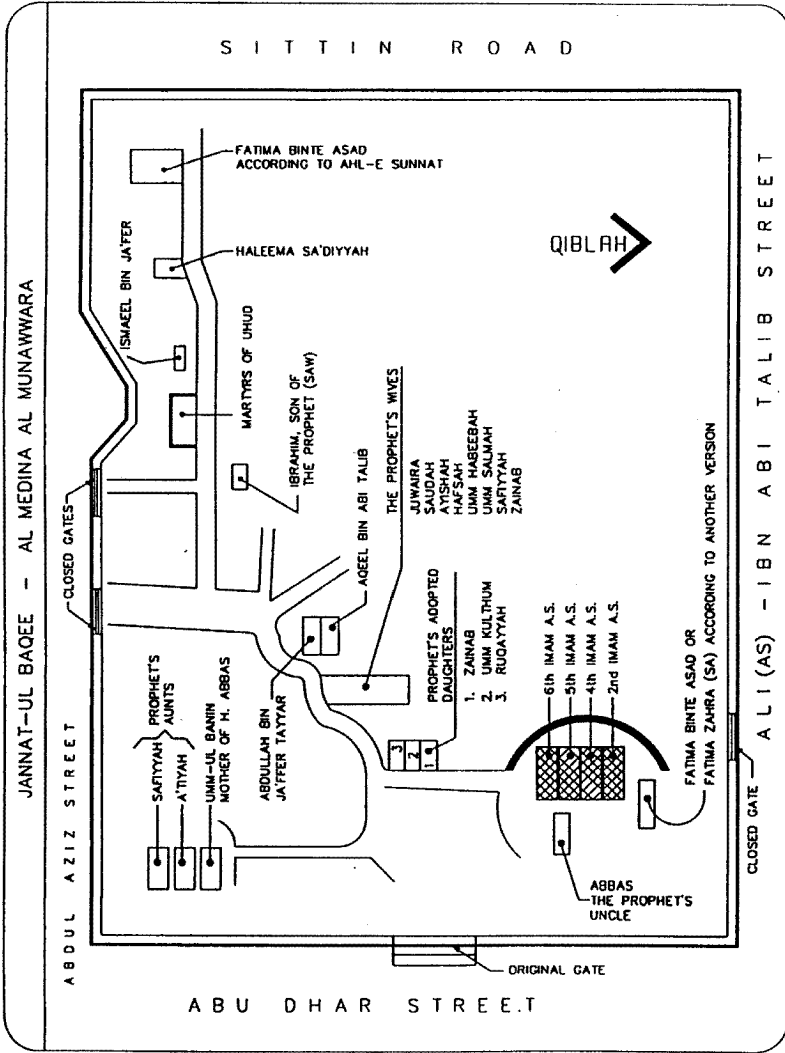 JANNAT-UL BAQEE - AL MEDINA AL MUNAWWARA
SITTIN ROAD
ABDUL AZIZ STREET
CLOSED GATES
ISMAEEL BIN JA'FER
FATIMA BINTE ASAD
ACCORDING TO AHL-E SUNNAT
HALEEMA SA'DIYYAH
MARTYRS OF UHUD
IBRAHIM, SON OF
THE PROPHET (SAW)
QIBLAH
SAFIYYAH
A'TIYAH
PROPHET'S
AUNTS
UMM-UL BANIN
MOTHER OF H. ABBAS
ABDULLAH BIN
JA'FFER TAYYAR
AQEEL BIN ABI TALIB
THE PROPHET'S WIVES
JUWAIRA
SAUDAH
AYISHAH
HAFSAH
UMM HABEEBAH
UMM SALMAH
SAFIYYAH
ZAINAB
PROPHET'S ADOPTED
DAUGHTERS
1. ZAINAB
2. UMM KULTHUM
3. RUQAYYAH
3
2
1
6th IMAM A.S.
5th IMAM A.S.
4th IMAM A.S.
2nd IMAM A.S.
FATIMA BINTE ASAD OR
FATIMA ZAHRA (SA) ACCORDING TO ANOTHER VERSION
ABBAS
THE PROPHET'S
UNCLE
CLOSED GATE
ORIGINAL GATE
ALI(AS) -IBN ABI TALIB STREET
ABU DHAR STREE.T